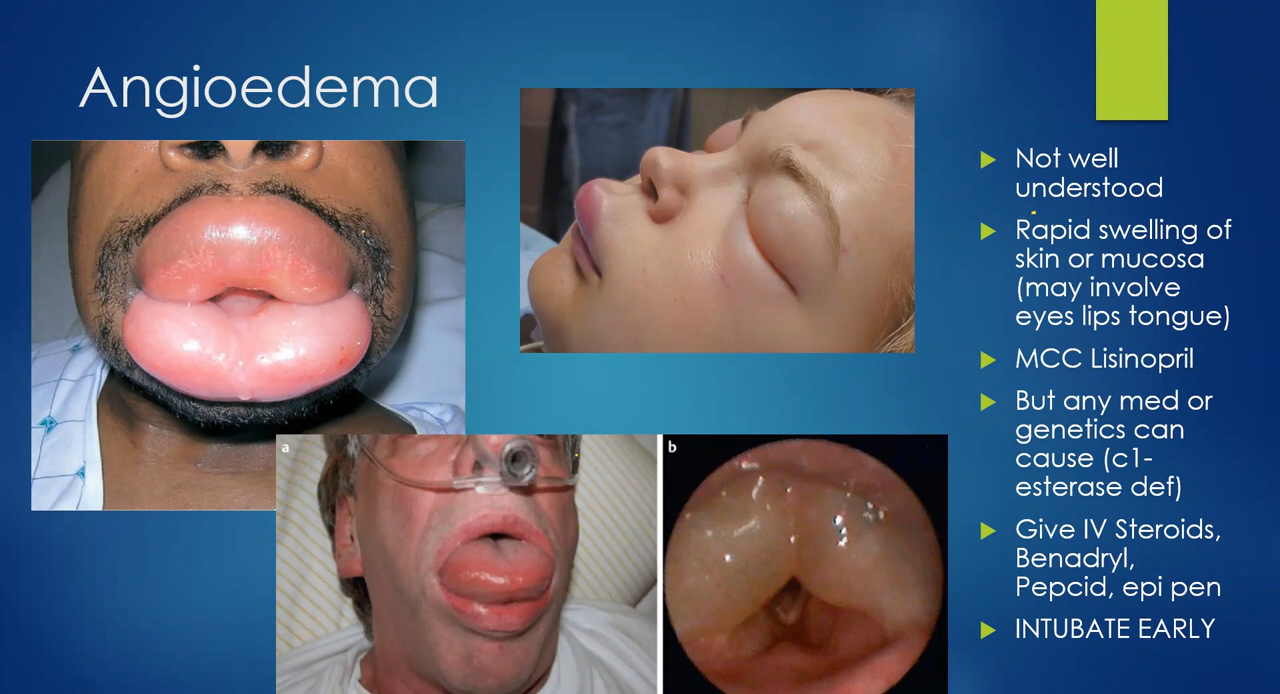 Angioedema
Not well
understood
Rapid swelling of
skin or mucosa
(may involve
eyes lips tongue)
MCC Lisinopril
But any med or
genetics can
cause (c1-
esterase def)
Give IV Steroids,
Benadryl,
Pepcid, epi pen
INTUBATE EARLY
a
b